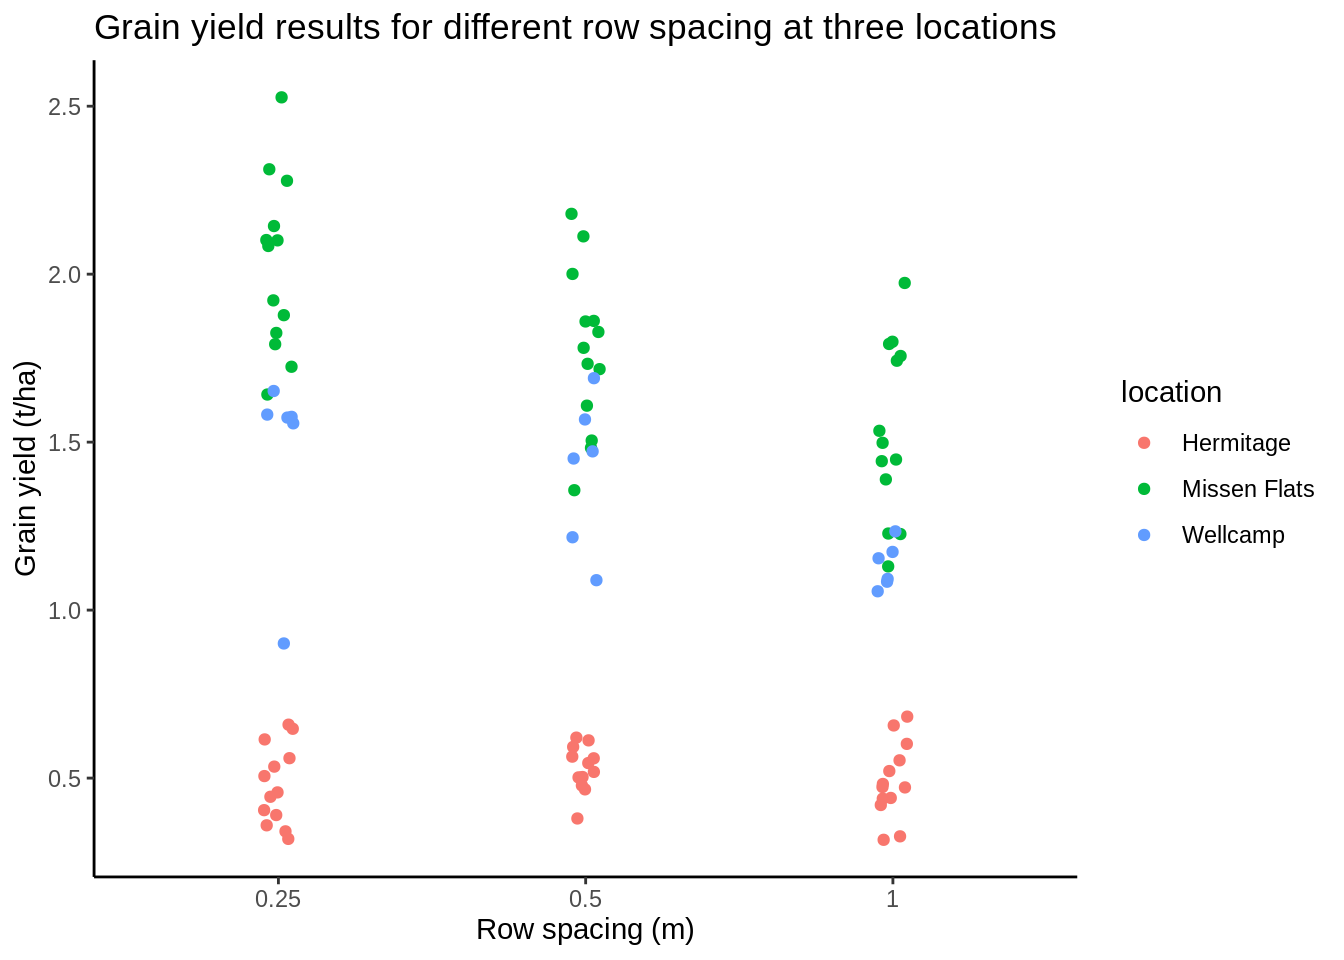 Grain yield results for different row spacing at three locations
2.5
2.0
1.5
1.0
0.5
Grain yield (t/ha)
0.25 0.5 1
Row spacing (m)
location
Hermitage
Missen Flats
Wellcamp